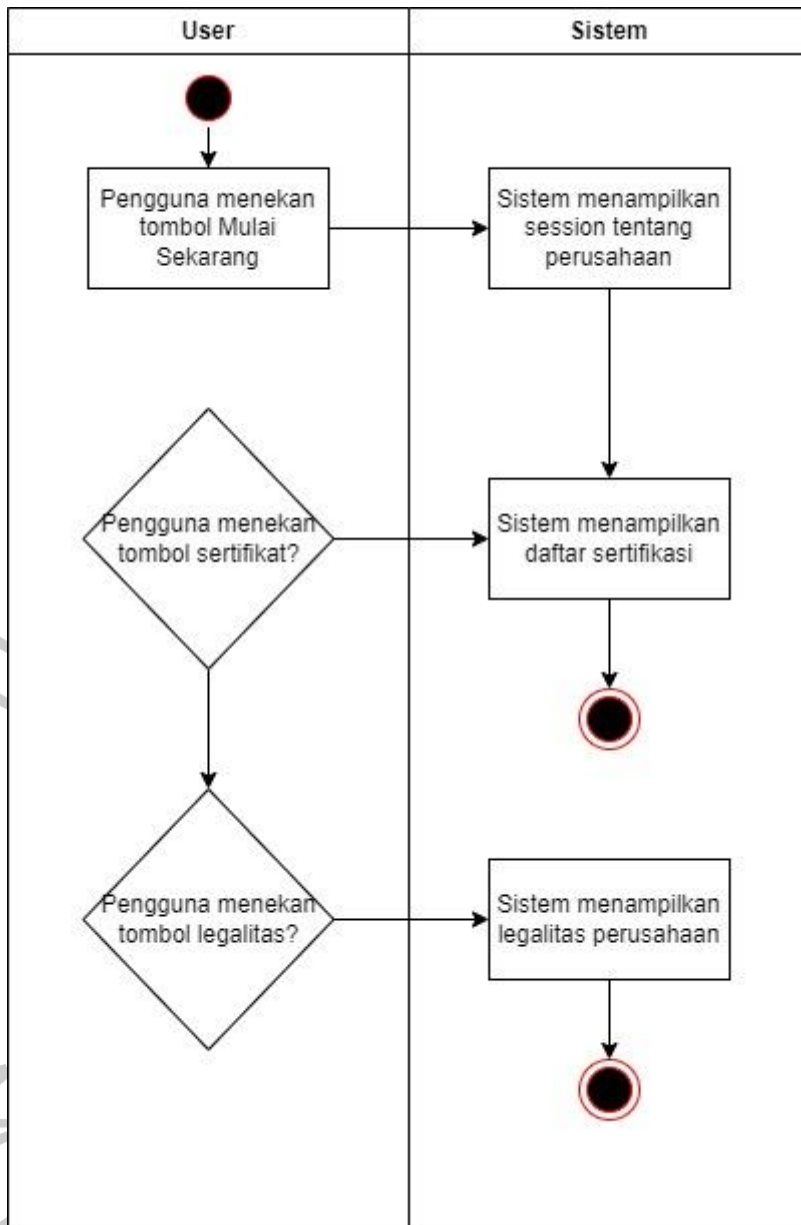 User
Sistem
Pengguna menekan
tombol Mulai
Sekarang
Sistem menampilkan
session tentang
perusahaan
Pengguna menekan
tombol sertifikat?
Sistem menampilkan
daftar sertifikasi
Pengguna menekan
tombol legalitas?
Sistem menampilkan
legalitas perusahaan